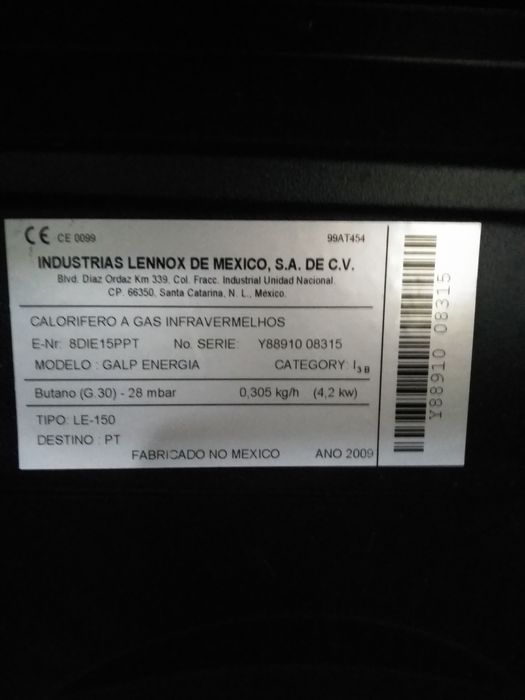 CE CE 0099 99AT454
INDUSTRIAS LENNOX DE MEXICO, S.A. DE C.V.
Blvd. Diaz Ordaz Km 339, Col. Fracc. Industrial Unidad Nacional
CP. 66350, Santa Catarina, N. L., México.
CALORIFERO A GAS INFRAVERMELHOS
E-Nr: 8DIE15PPT No. SERIE: Y88910 08315
MODELO : GALP ENERGIA CATEGORY: I3B
Butano (G.30) - 28 mbar 0,305 kg/h (4,2 kw)
TIPO: LE-150
DESTINO : PT
FABRICADO NO MEXICO ANO 2009
Y88910 08315